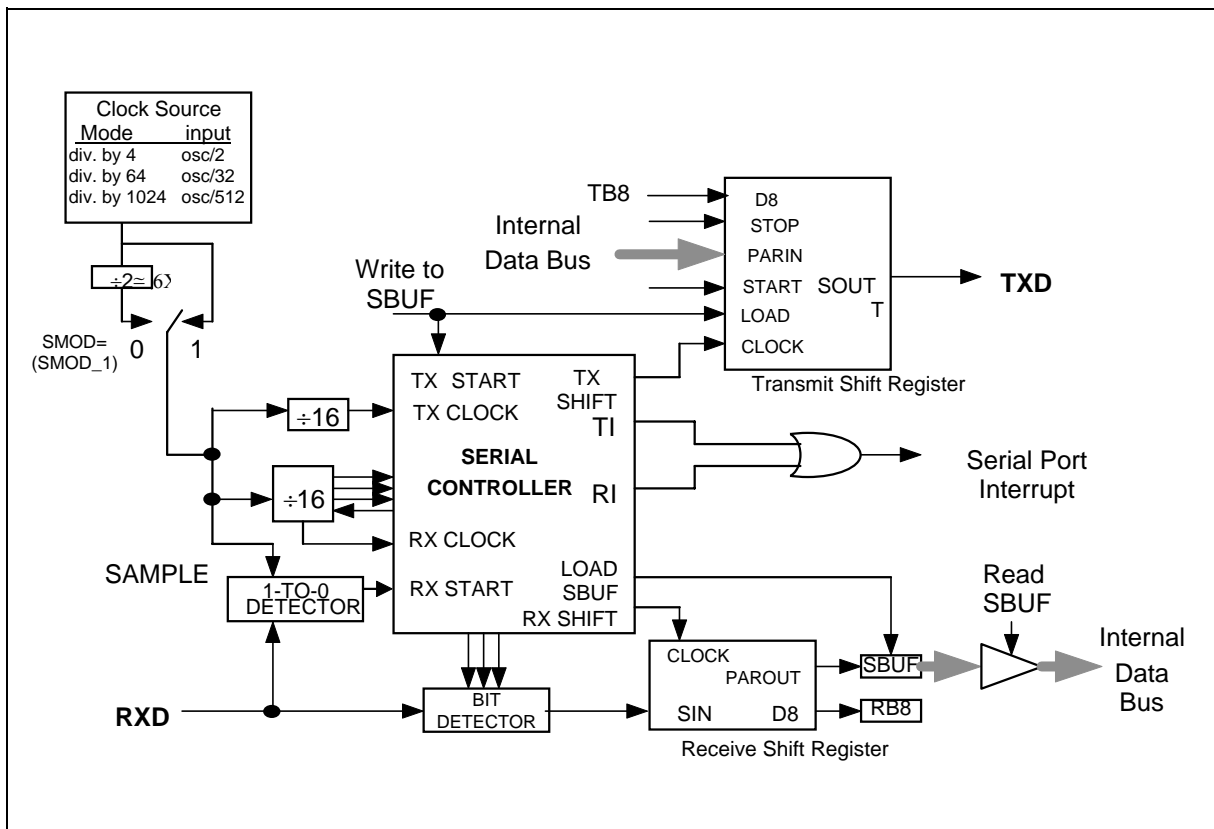 Clock Source
Mode input
div. by 4 osc/2
div. by 64 osc/32
div. by 1024 osc/512
÷2
SMOD=
(SMOD_1)
0 1
TB8
Internal
Data Bus
Write to
SBUF
D8
STOP
PARIN
START
SOUT
T
LOAD
CLOCK
TXD
Transmit Shift Register
TX START
TX
SHIFT
TX CLOCK
TI
SERIAL
CONTROLLER
RI
RX CLOCK
LOAD
SBUF
RX START
RX SHIFT
÷16
÷16
SAMPLE
1-TO-0
DETECTOR
Serial Port
Interrupt
RXD
BIT
DETECTOR
CLOCK
PAROUT
SIN D8
Receive Shift Register
SBUF
RB8
Read
SBUF
Internal
Data
Bus